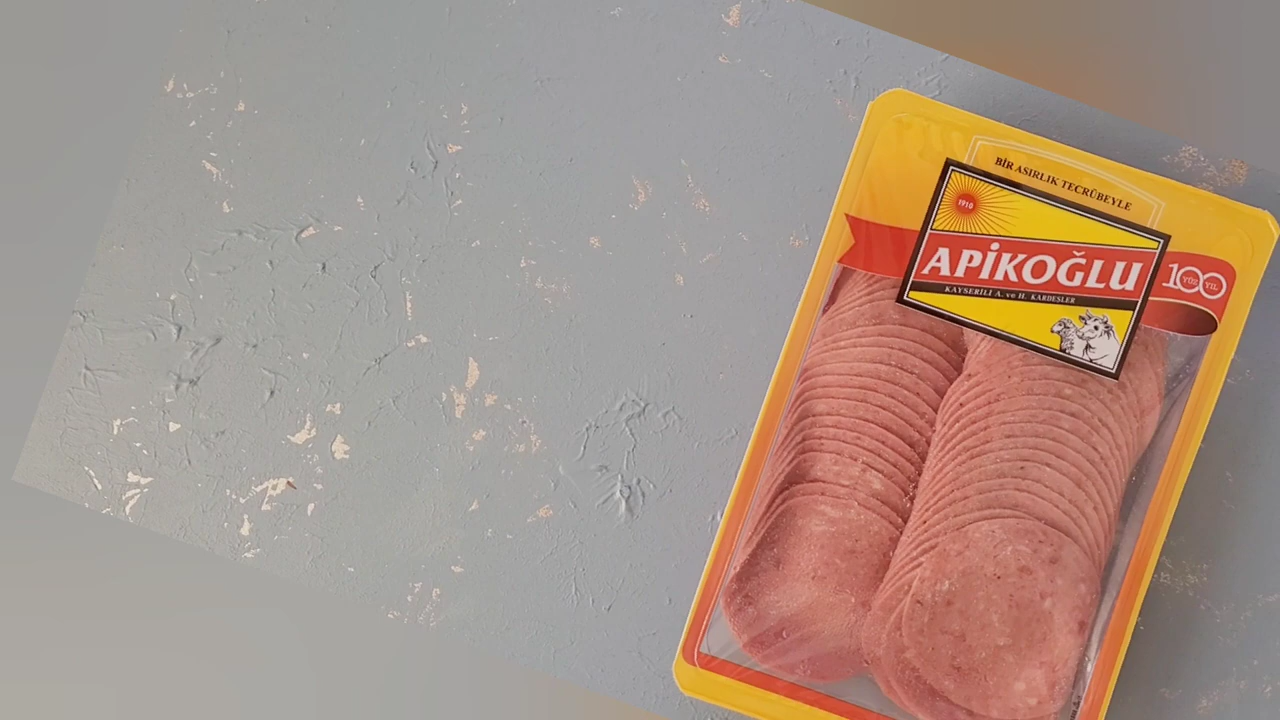 BİR ASIRLIK TECRÜBEYLE
1910
APİKOĞLU
KAYSERİLİ A. ve H. KARDEŞLER
100
YÜZ YIL